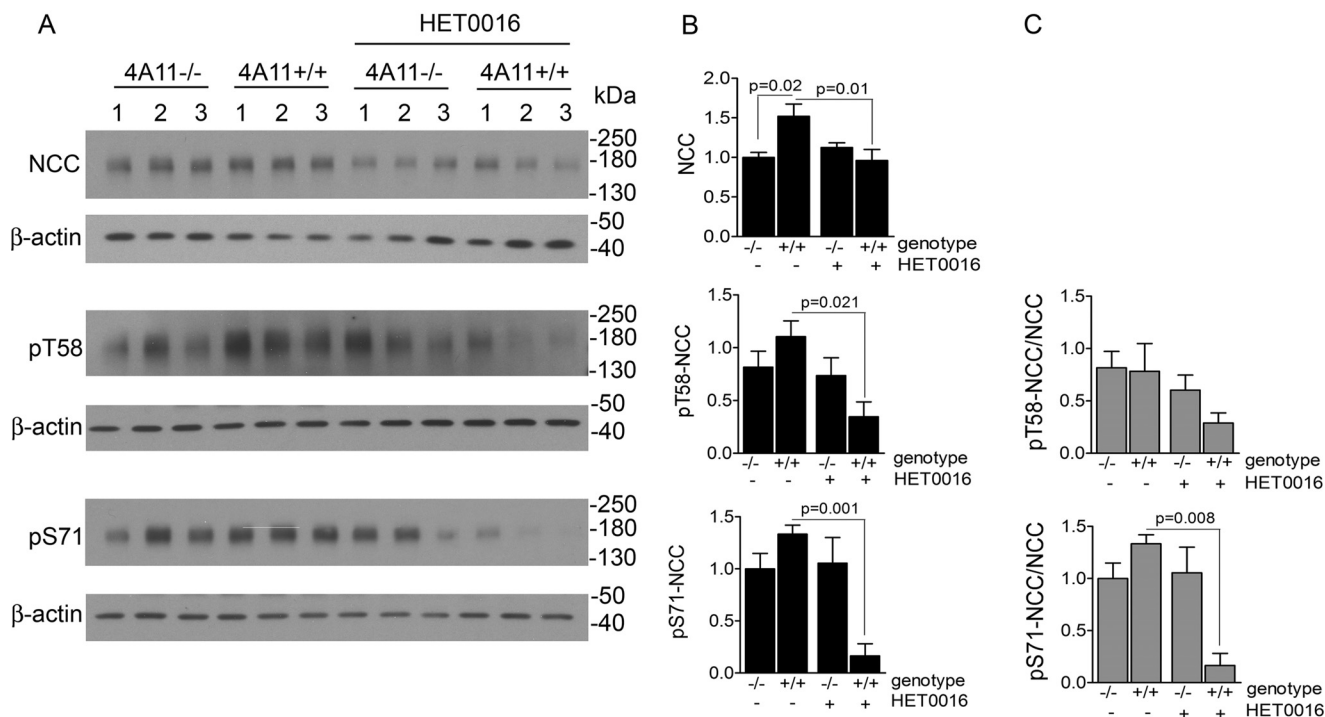 A
HET0016
4A11-/- 4A11+/+ 4A11-/- 4A11+/+
kDa
1 2 3 1 2 3 1 2 3 1 2 3
NCC
-250
-180
-130
β-actin
-50
-40
pT58
-250
-180
-130
β-actin
-50
-40
pS71
-250
-180
-130
β-actin
-50
-40
B
NCC
2.0
1.5
1.0
0.5
0.0
p=0.02 p=0.01
-/- +/+ -/- +/+ genotype
- - + + HET0016
pT58-NCC
1.5
1.0
0.5
0.0
p=0.021
-/- +/+ -/- +/+ genotype
- - + + HET0016
pS71-NCC
1.5
1.0
0.5
0.0
p=0.001
-/- +/+ -/- +/+ genotype
- - + + HET0016
C
pT58-NCC/NCC
1.5
1.0
0.5
0.0
-/- +/+ -/- +/+ genotype
- - + + HET0016
pS71-NCC/NCC
1.5
1.0
0.5
0.0
p=0.008
-/- +/+ -/- +/+ genotype
- - + + HET0016